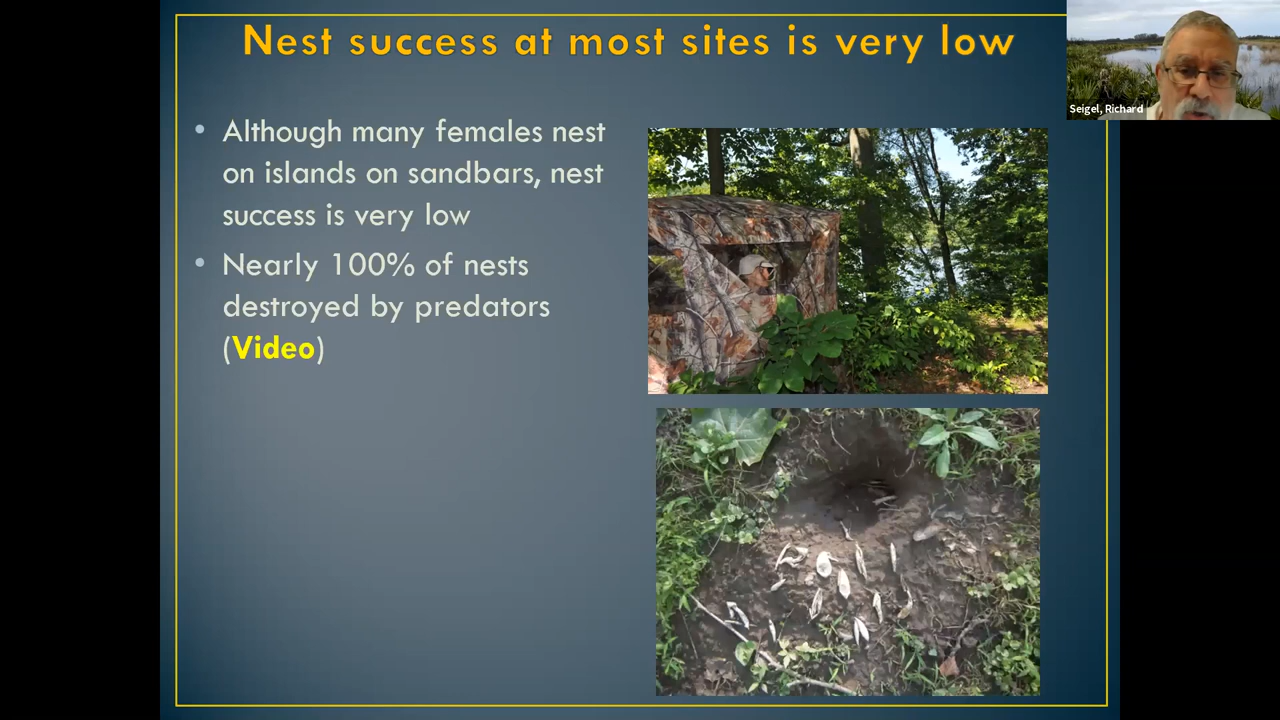 Nest success at most sites is very low
Seigel, Richard
• Although many females nest
on islands on sandbars, nest
success is very low
• Nearly 100% of nests
destroyed by predators
(Video)